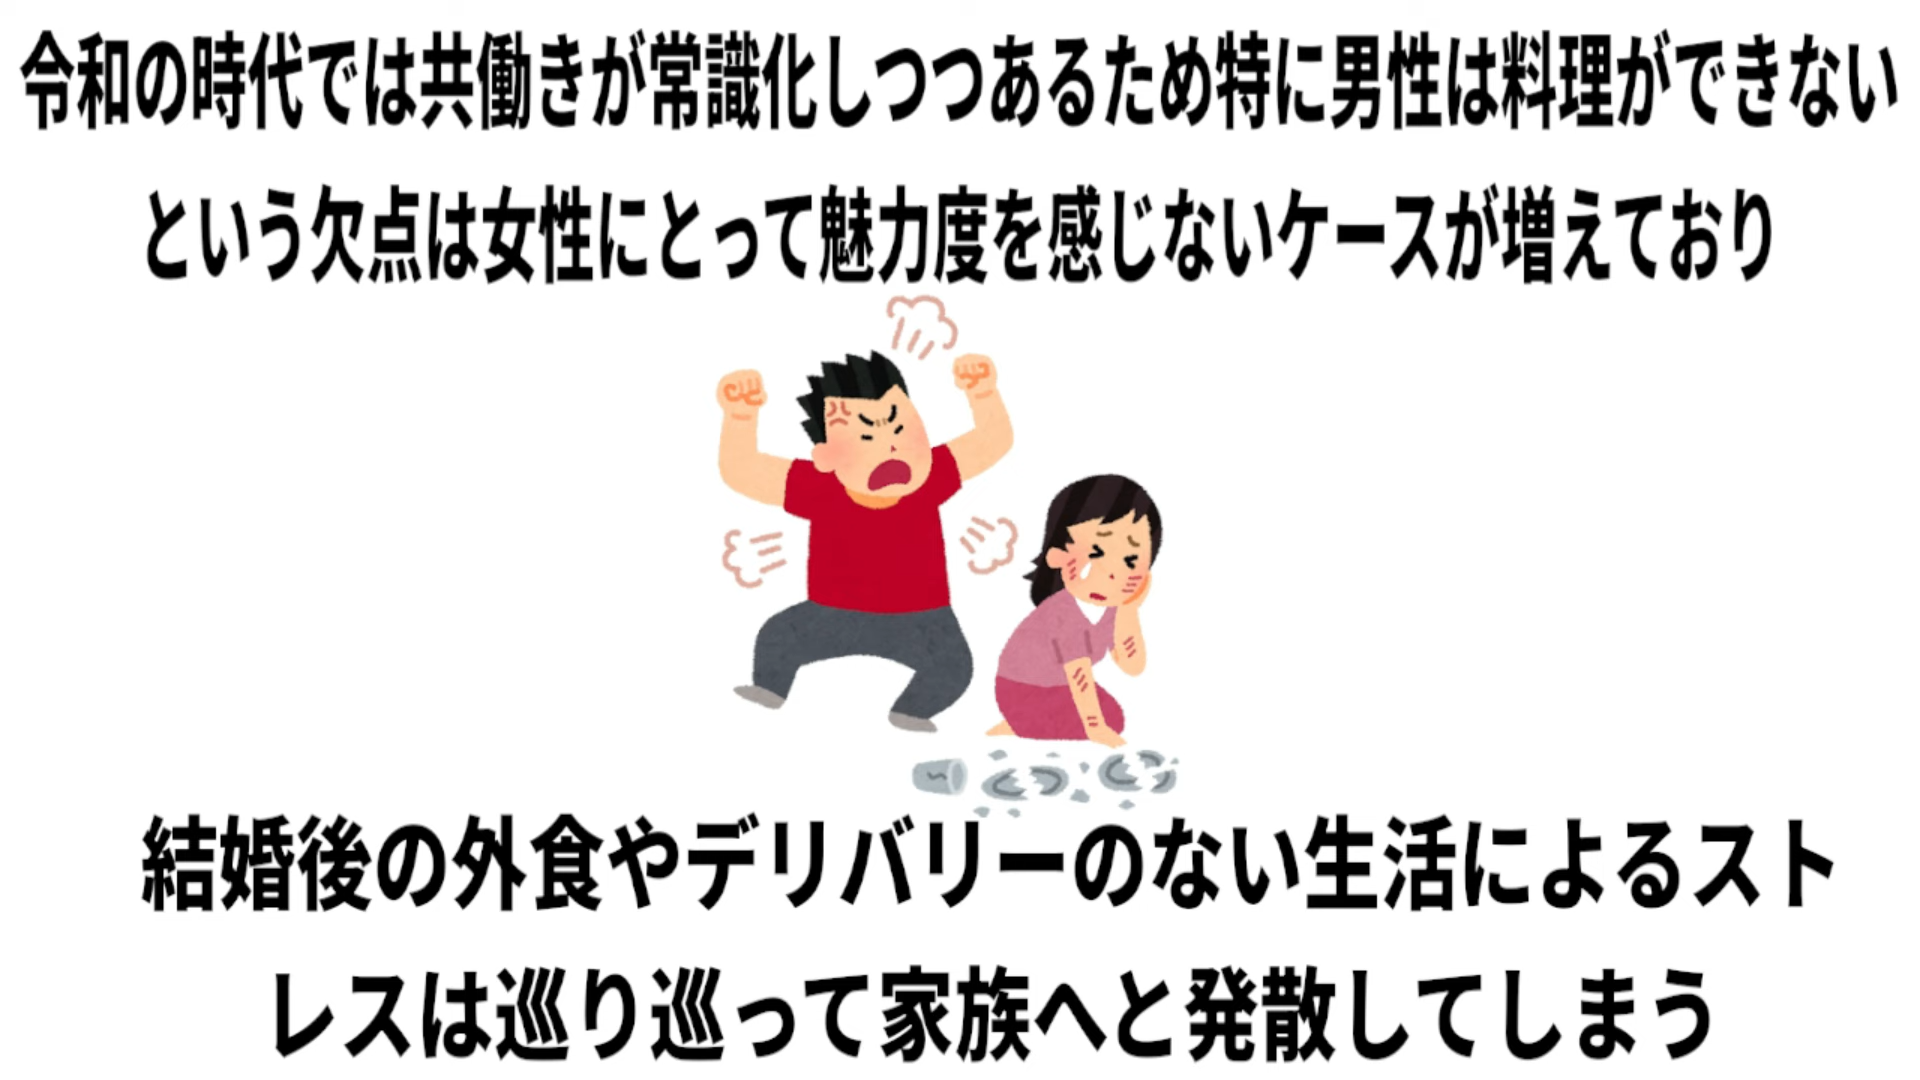 令和の時代では共働きが常識化しつつあるため特に男性は料理ができない
という欠点は女性にとって魅力度を感じないケースが増えており
結婚後の外食やデリバリーのない生活によるスト
レスは巡り巡って家族へと発散してしまう